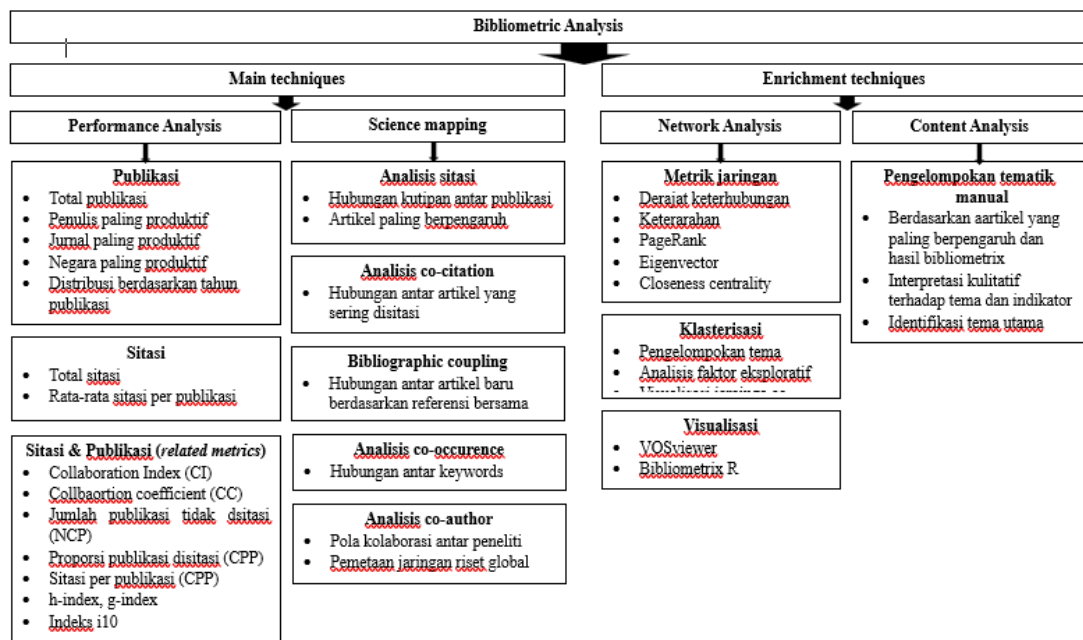 Bibliometric Analysis
Main techniques
Enrichment techniques
Performance Analysis
Science mapping
Network Analysis
Content Analysis
Publikasi
• Total publikasi
• Penulis paling produktif
• Jurnal paling produktif
• Negara paling produktif
• Distribusi berdasarkan tahun
publikasi
Sitasi
• Total sitasi
• Rata-rata sitasi per publikasi
Sitasi & Publikasi (related metrics)
• Collaboration Index (CI)
• Collbaortion coefficient (CC)
• Jumlah publikasi tidak dsitasi
(NCP)
• Proporsi publikasi disitasi (CPP)
• Sitasi per publikasi (CPP)
• h-index, g-index
• Indeks i10
Analisis sitasi
• Hubungan kutipan antar publikasi
• Artikel paling berpengaruh
Analisis co-citation
• Hubungan antar artikel yang
sering disitasi
Bibliographic coupling
• Hubungan antar artikel baru
berdasarkan referensi bersama
Analisis co-occurence
• Hubungan antar keywords
Analisis co-author
• Pola kolaborasi antar peneliti
• Pemetaan jaringan riset global
Metrik jaringan
• Derajat keterhubungan
• Keterarahan
• PageRank
• Eigenvector
• Closeness centrality
Klasterisasi
• Pengelompokan tema
• Analisis faktor eksploratif
Visualisasi
• VOSviewer
• Bibliometrix R
Pengelompokan tematik
manual
• Berdasarkan aartikel yang
paling berpengaruh dan
hasil bibliometrix
• Interpretasi kulitatif
terhadap tema dan indikator
• Identifikasi tema utama